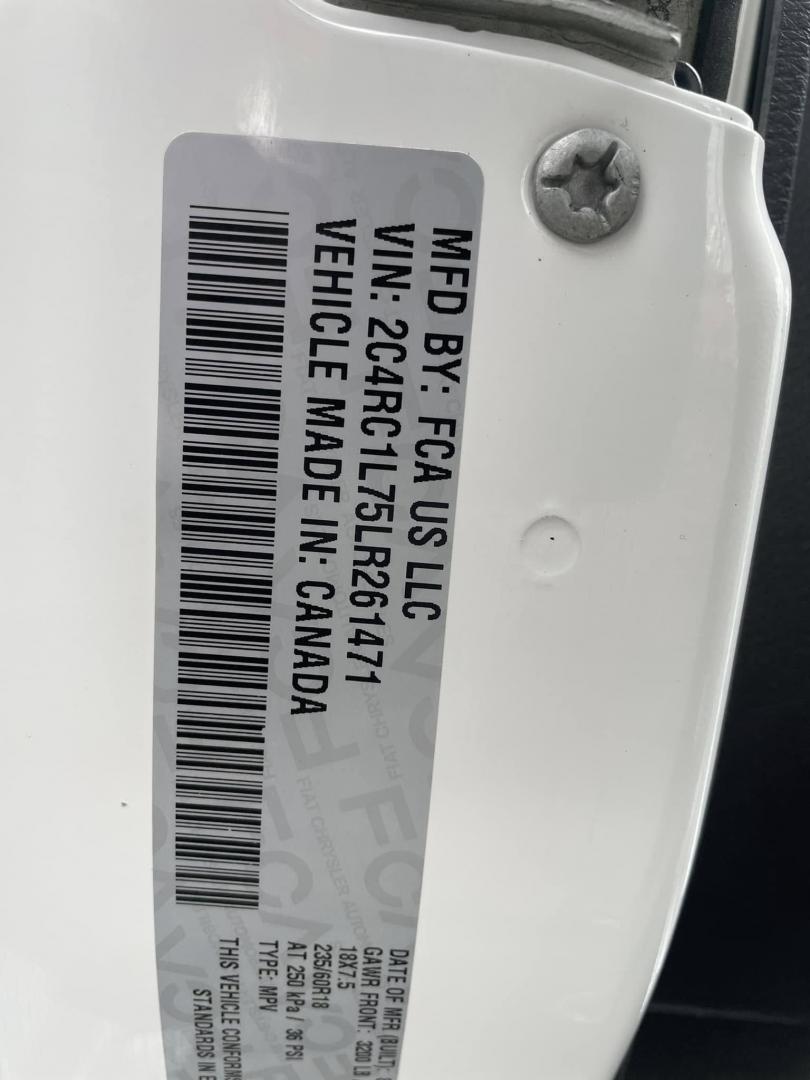 MFD BY: FCA US LLC
VIN: 2C4RC1L75LR261471
VEHICLE MADE IN: CANADA
DATE OF MFR (BUILT):
GAWR FRONT: 3200 LB
18X7.5
235/60R18
AT 250 kPa / 36 PSI
TYPE: MPV
THIS VEHICLE CONFORMS
STANDARDS IN